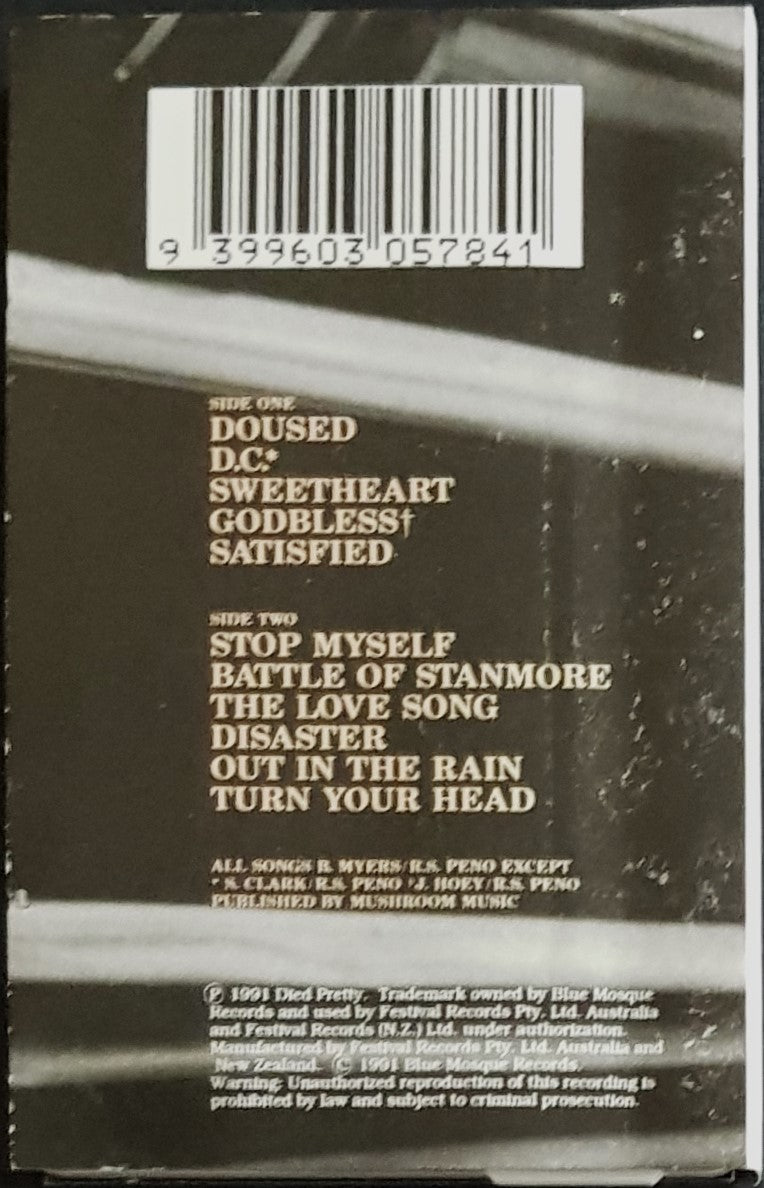 9 399603 057841
SIDE ONE
DOUSED
D.C.*
SWEETHEART
GODBLESS†
SATISFIED
SIDE TWO
STOP MYSELF
BATTLE OF STANMORE
THE LOVE SONG
DISASTER
OUT IN THE RAIN
TURN YOUR HEAD
ALL SONGS B. MYERS/R.S. PENO EXCEPT
* S. CLARK/R.S. PENO †J. HOEY/R.S. PENO
PUBLISHED BY MUSHROOM MUSIC
Ⓟ 1991 Died Pretty. Trademark owned by Blue Mosque
Records and used by Festival Records Pty. Ltd. Australia
and Festival Records (N.Z.) Ltd. under authorization.
Manufactured by Festival Records Pty. Ltd. Australia and
New Zealand. © 1991 Blue Mosque Records.
Warning: Unauthorized reproduction of this recording is
prohibited by law and subject to criminal prosecution.